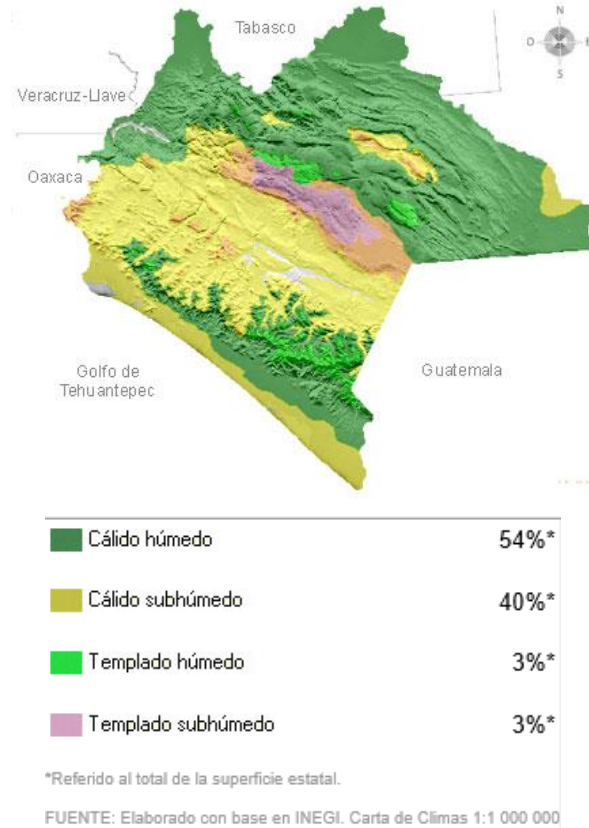 Tabasco
N
O
E
S
Veracruz-Llave
Oaxaca
Golfo de
Tehuantepec
Guatemala
Cálido húmedo 54%*
Cálido subhúmedo 40%*
Templado húmedo 3%*
Templado subhúmedo 3%*
*Referido al total de la superficie estatal.
FUENTE: Elaborado con base en INEGI. Carta de Climas 1:1 000 000